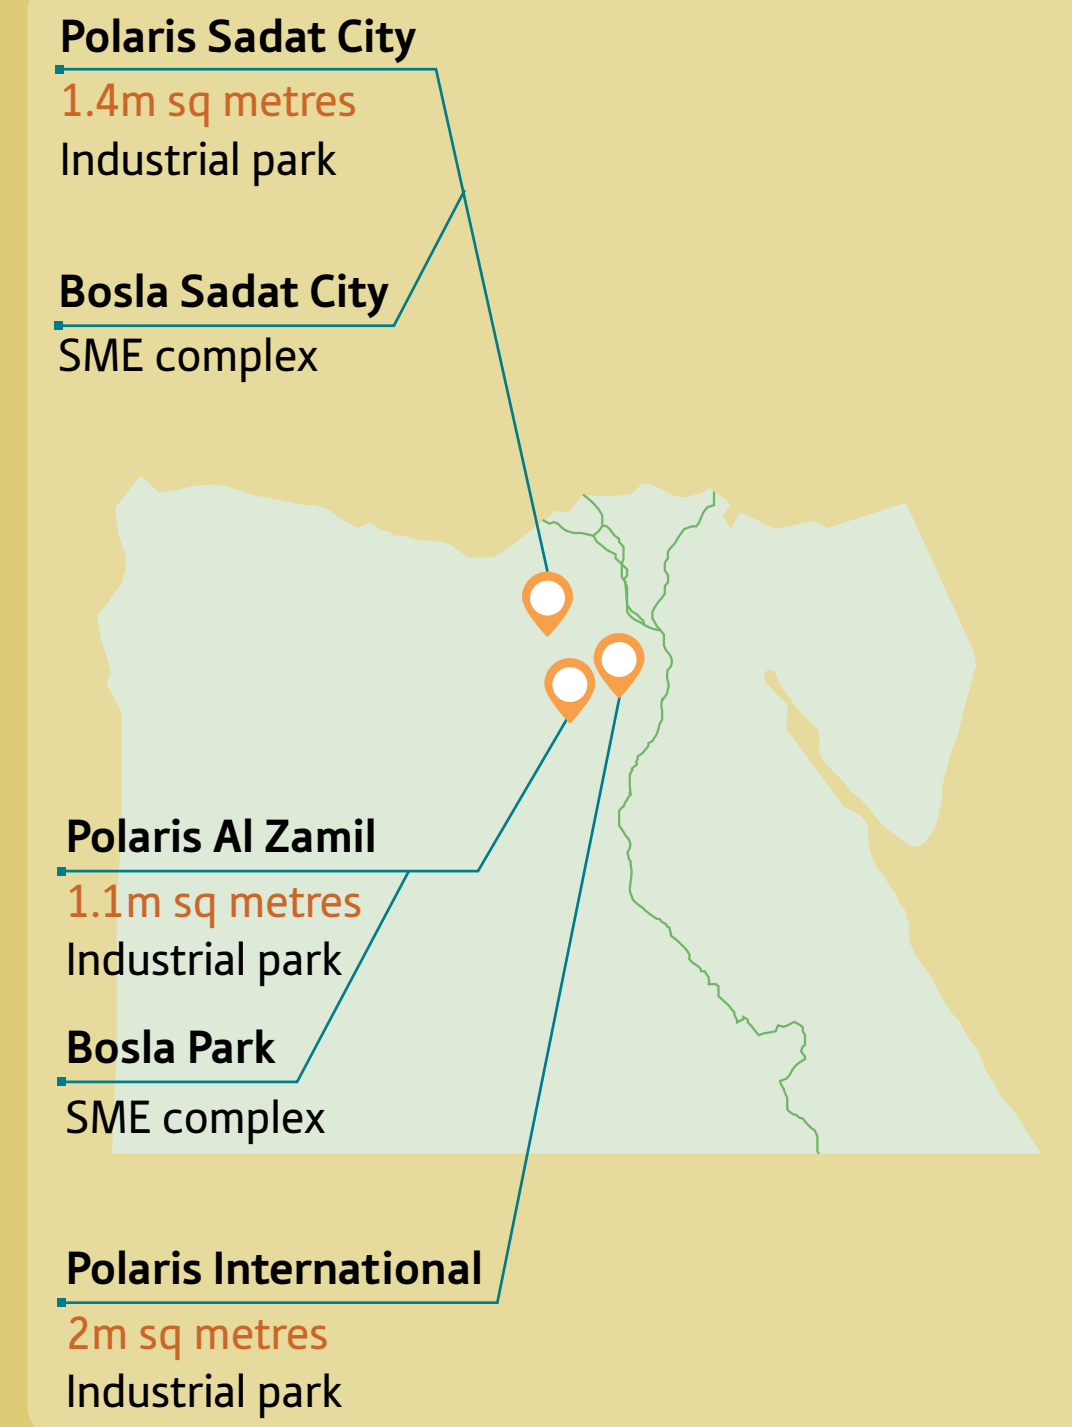 Polaris Sadat City
1.4m sq metres
Industrial park
Bosla Sadat City
SME complex
Polaris Al Zamil
1.1m sq metres
Industrial park
Bosla Park
SME complex
Polaris International
2m sq metres
Industrial park